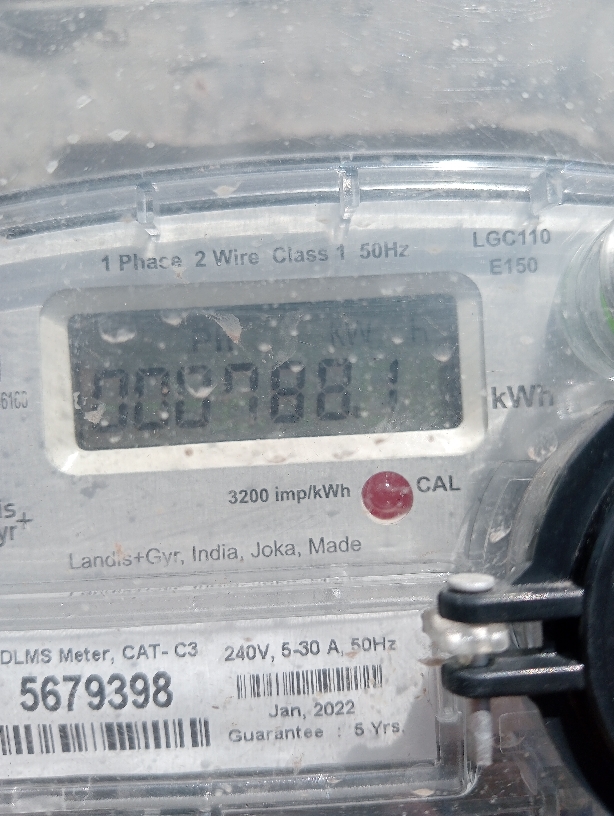 1 Phase 2 Wire Class 1 50Hz
LGC110
E150
kWh
3200 imp/kWh
CAL
Landis+Gyr, India, Joka, Made
DLMS Meter, CAT- C3
5679398
240V, 5-30 A, 50Hz
Jan, 2022
Guarantee : 5 Yrs.